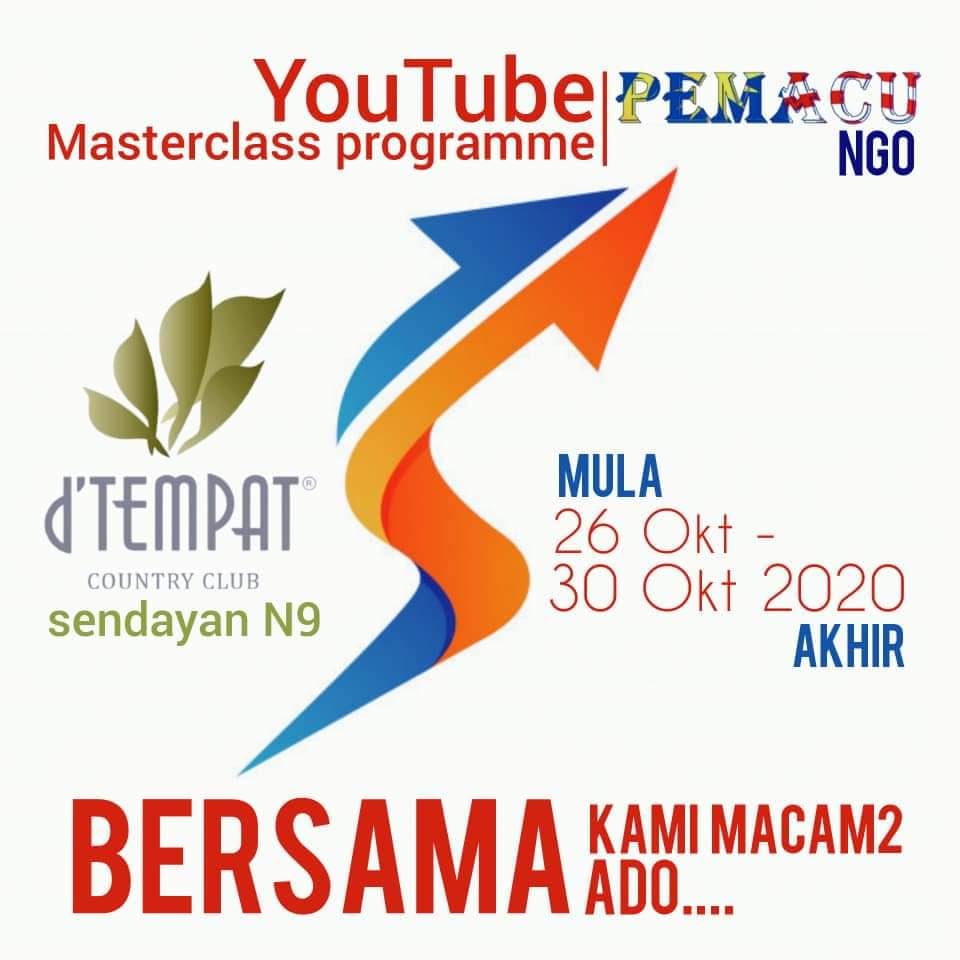 YouTube
Masterclass programme
PEMACU
NGO
d'TEMPAT®
COUNTRY CLUB
sendayan N9
MULA
26 Okt -
30 Okt 2020
AKHIR
BERSAMA
KAMI MACAM2
ADO....